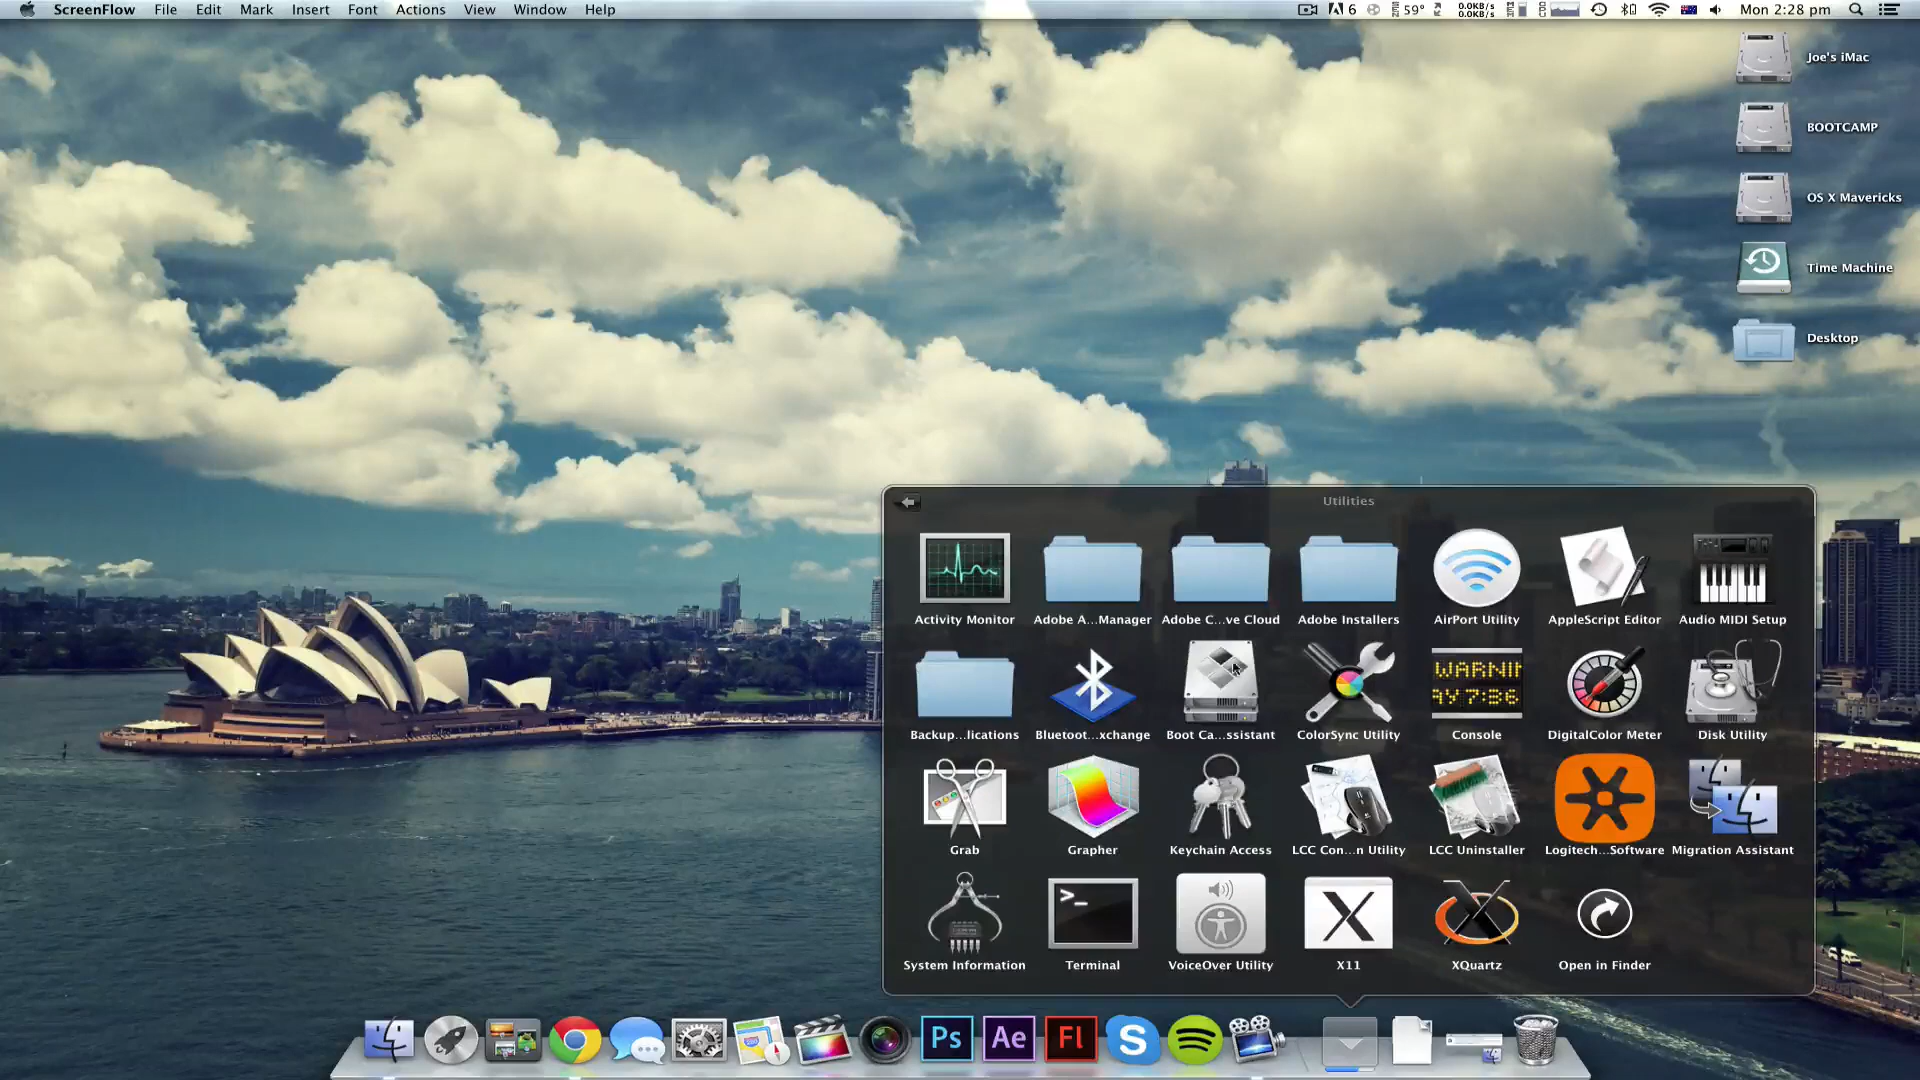 ScreenFlow File Edit Mark Insert Font Actions View Window Help
6 59° 0.0KB/s 0.0KB/s Mon 2:28 pm
Joe's iMac
BOOTCAMP
OS X Mavericks
Time Machine
Desktop
Utilities
Activity Monitor Adobe A...Manager Adobe C...ve Cloud Adobe Installers AirPort Utility AppleScript Editor Audio MIDI Setup
WARNIN
AY 7:36
Backup...lications Bluetoot...xchange Boot Ca...ssistant ColorSync Utility Console DigitalColor Meter Disk Utility
Grab Grapher Keychain Access LCC Con...n Utility LCC Uninstaller Logitech...Software Migration Assistant
>_
X
System Information Terminal VoiceOver Utility X11 XQuartz Open in Finder
Ps Ae Fl